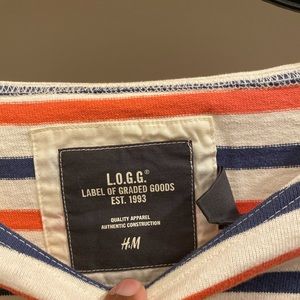 L.O.G.G.®
LABEL OF GRADED GOODS
EST. 1993
QUALITY APPAREL
AUTHENTIC CONSTRUCTION
H&M